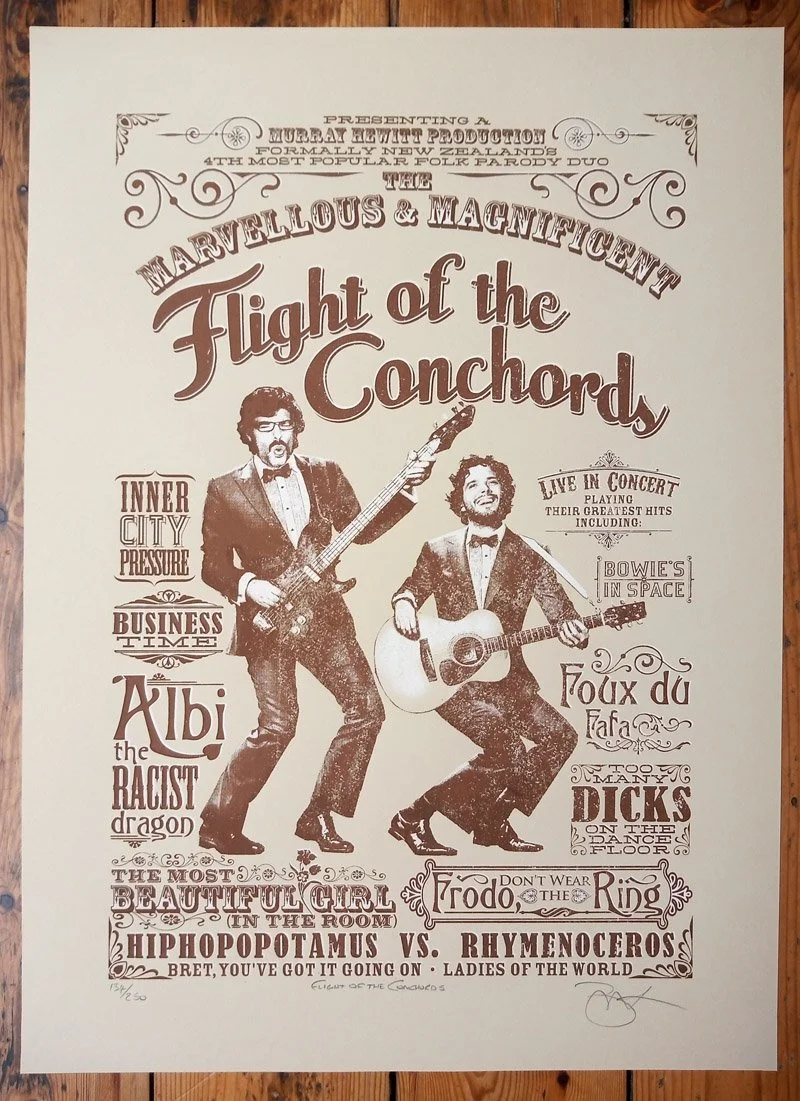 PRESENTING A
MURRAY HEWITT PRODUCTION
FORMALLY NEW ZEALAND'S
4TH MOST POPULAR FOLK PARODY DUO
THE
MARVELLOUS & MAGNIFICENT
Flight of the
Conchords
INNER
CITY
PRESSURE
BUSINESS
TIME
Albi
the
RACIST
dragon
LIVE IN CONCERT
PLAYING
THEIR GREATEST HITS
INCLUDING:
BOWIE'S
IN SPACE
Foux du
Fafa
TOO
MANY
DICKS
ON THE
DANCE
FLOOR
THE MOST
BEAUTIFUL GIRL
(IN THE ROOM)
Frodo, DON'T WEAR THE Ring
HIPHOPOPOTAMUS VS. RHYMENOCEROS
BRET, YOU'VE GOT IT GOING ON · LADIES OF THE WORLD
FLIGHT OF THE CONCHORDS